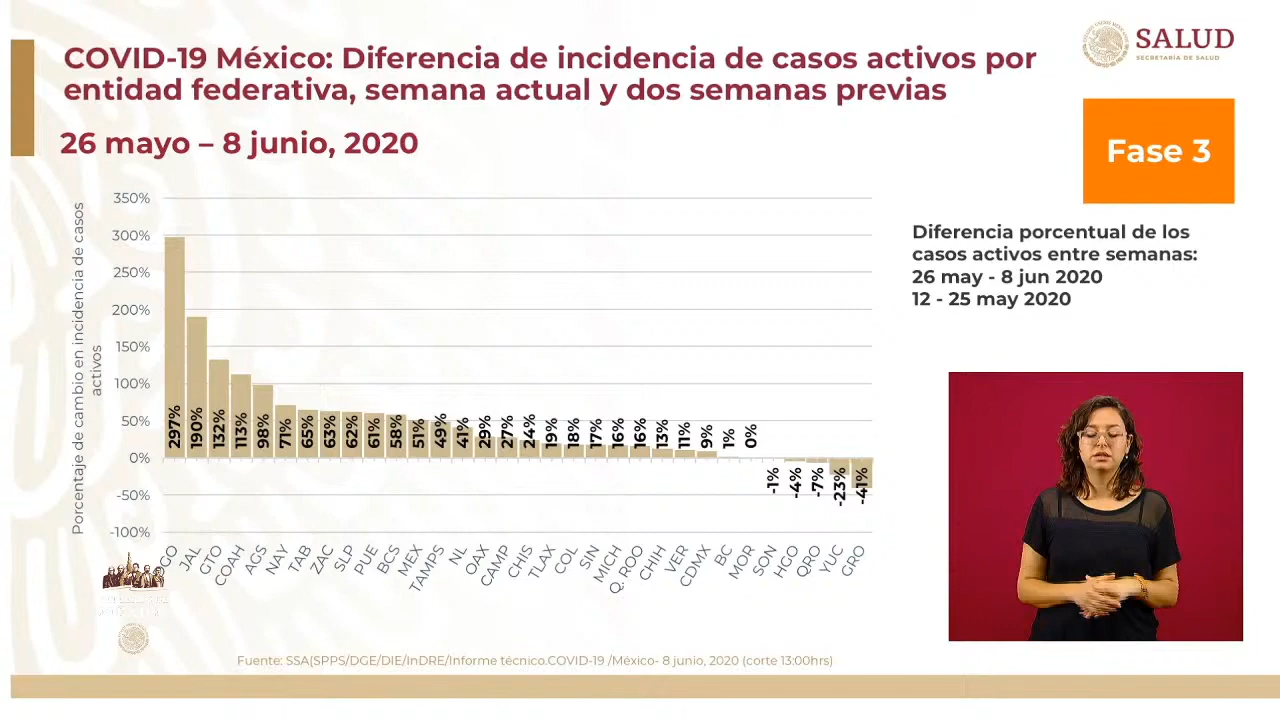 COVID-19 México: Diferencia de incidencia de casos activos por
entidad federativa, semana actual y dos semanas previas
26 mayo – 8 junio, 2020
SALUD
SECRETARÍA DE SALUD
Fase 3
Diferencia porcentual de los
casos activos entre semanas:
26 may - 8 jun 2020
12 - 25 may 2020
Porcentaje de cambio en incidencia de casos
activos
350%
300%
250%
200%
150%
100%
50%
0%
-50%
-100%
297%
190%
132%
113%
98%
71%
65%
63%
62%
61%
58%
51%
49%
41%
29%
27%
24%
19%
18%
17%
16%
16%
13%
11%
9%
1%
0%
-1%
-4%
-7%
-23%
-41%
GO
JAL
GTO
COAH
AGS
NAY
TAB
ZAC
SLP
PUE
BCS
MEX
TAMPS
NL
OAX
CAMP
CHIS
TLAX
COL
SIN
MICH
Q. ROO
CHIH
VER
CDMX
BC
MOR
SON
HGO
QRO
YUC
GRO
Fuente: SSA(SPPS/DGE/DIE/InDRE/Informe técnico.COVID-19 /México- 8 junio, 2020 (corte 13:00hrs)